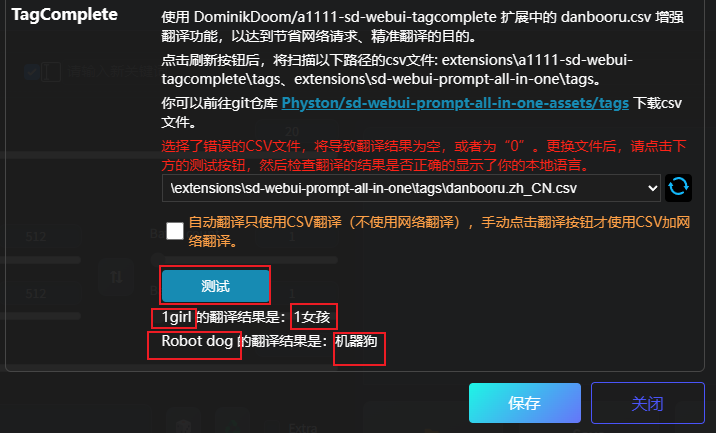 TagComplete
使用 DominikDoom/a1111-sd-webui-tagcomplete 扩展中的 danbooru.csv 增强
翻译功能，以达到节省网络请求、精准翻译的目的。
点击刷新按钮后，将扫描以下路径的csv文件: extensions\a1111-sd-webui-
tagcomplete\tags、extensions\sd-webui-prompt-all-in-one\tags。
你可以前往git仓库 Physton/sd-webui-prompt-all-in-one-assets/tags 下载csv
文件。
选择了错误的CSV文件，将导致翻译结果为空，或者为“0”。更换文件后，请点击下
方的测试按钮，然后检查翻译的结果是否正确的显示了你的本地语言。
\extensions\sd-webui-prompt-all-in-one\tags\danbooru.zh_CN.csv
自动翻译只使用CSV翻译（不使用网络翻译），手动点击翻译按钮才使用CSV加网
络翻译。
512
1
测试
512
1
1girl 的翻译结果是：1女孩
Robot dog 的翻译结果是：机器狗
保存
关闭
Extra